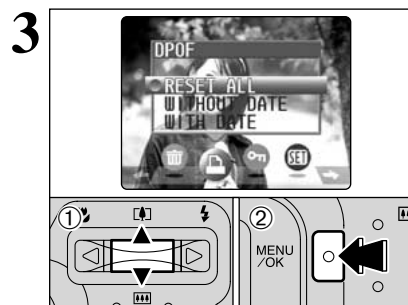 3
DPOF
RESET ALL
WITHOUT DATE
WITH DATE
SET
①
②
MENU
/OK